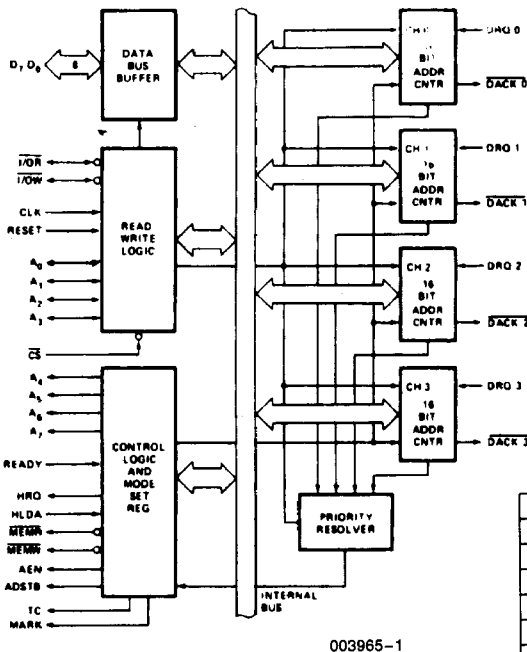 DATA
BUS
BUFFER
D7 D0
8
I/OR
I/OW
CLK
RESET
A0
A1
A2
A3
CS
READ
WRITE
LOGIC
A4
A5
A6
A7
READY
HRQ
HLDA
MEMR
MEMW
AEN
ADSTB
TC
MARK
CONTROL
LOGIC
AND
MODE
SET
REG
INTERNAL
BUS
CH 0
BIT
ADDR
CNTR
DRQ 0
DACK 0
CH 1
16
BIT
ADDR
CNTR
DRQ 1
DACK 1
CH 2
16
BIT
ADDR
CNTR
DRQ 2
DACK 2
CH 3
16
BIT
ADDR
CNTR
DRQ 3
DACK 3
PRIORITY
RESOLVER
003965-1